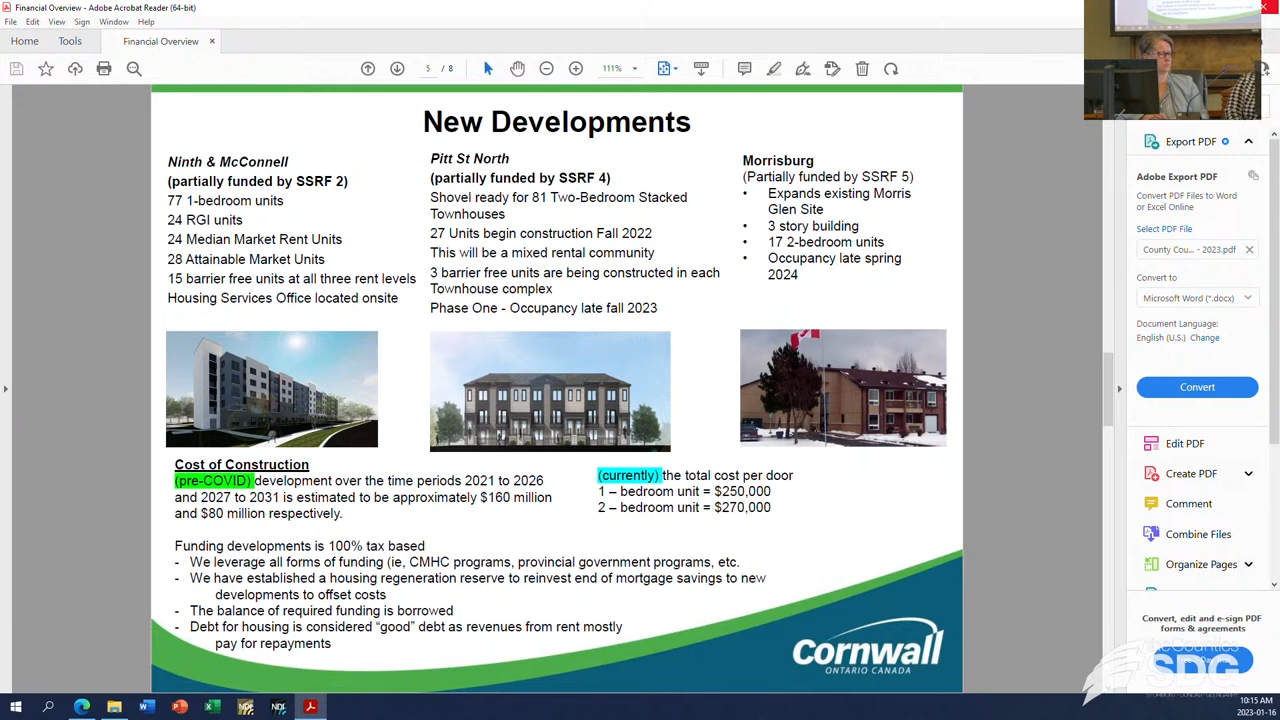 Financial Overview - Adobe Acrobat Reader (64-bit)
File Edit View Sign Window Help
Home Tools Financial Overview ×
5 111%
New Developments
Ninth & McConnell
(partially funded by SSRF 2)
77 1-bedroom units
24 RGI units
24 Median Market Rent Units
28 Attainable Market Units
15 barrier free units at all three rent levels
Housing Services Office located onsite
Pitt St North
(partially funded by SSRF 4)
Shovel ready for 81 Two-Bedroom Stacked
Townhouses
27 Units begin construction Fall 2022
This will be a mixed rental community
3 barrier free units are being constructed in each
Townhouse complex
Phase One - Occupancy late fall 2023
Morrisburg
(Partially funded by SSRF 5)
• Expands existing Morris
Glen Site
• 3 story building
• 17 2-bedroom units
• Occupancy late spring
2024
Cost of Construction
(pre-COVID) development over the time periods 2021 to 2026
and 2027 to 2031 is estimated to be approximately $160 million
and $80 million respectively.
(currently) the total cost per door
1 – bedroom unit = $250,000
2 – bedroom unit = $270,000
Funding developments is 100% tax based
- We leverage all forms of funding (ie, CMHC programs, provincial government programs, etc.
- We have established a housing regeneration reserve to reinvest end of mortgage savings to new
developments to offset costs
- The balance of required funding is borrowed
- Debt for housing is considered “good” debt as revenue from rent mostly
pay for repayments
Cornwall
ONTARIO CANADA
Export PDF
Adobe Export PDF
Convert PDF Files to Word
or Excel Online
Select PDF File
County Cou... - 2023.pdf
Convert to
Microsoft Word (*.docx)
Document Language:
English (U.S.) Change
Convert
Edit PDF
Create PDF
Comment
Combine Files
Organize Pages
Convert, edit and e-sign PDF
forms & agreements
The Counties
SDG
10:15 AM
2023-01-16